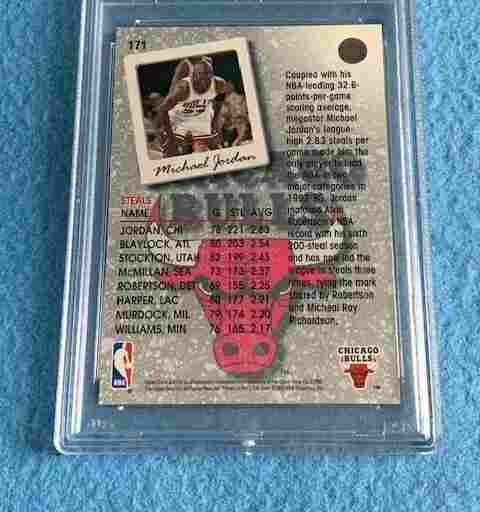 171
Michael Jordan
Coupled with his
NBA-leading 32.6-
points-per-game
scoring average,
megastar Michael
Jordan's league-
high 2.83 steals per
game made him the
only player to lead
the NBA in two
major categories in
1992-93. Jordan
matched Alvin
Robertson's NBA
record with his sixth
200-steal season
and has now led the
league in steals three
times, tying the mark
shared by Robertson
and Micheal Ray
Richardson.
BULLS
STEALS
NAME G STL AVG
JORDAN, CHI 78 221 2.83
BLAYLOCK, ATL 80 203 2.54
STOCKTON, UTAH 82 199 2.43
McMILLAN, SEA 73 173 2.37
ROBERTSON, DET 69 155 2.25
HARPER, LAC 80 177 2.21
MURDOCK, MIL 79 174 2.20
WILLIAMS, MIN 76 165 2.17
NBA
CHICAGO
BULLS